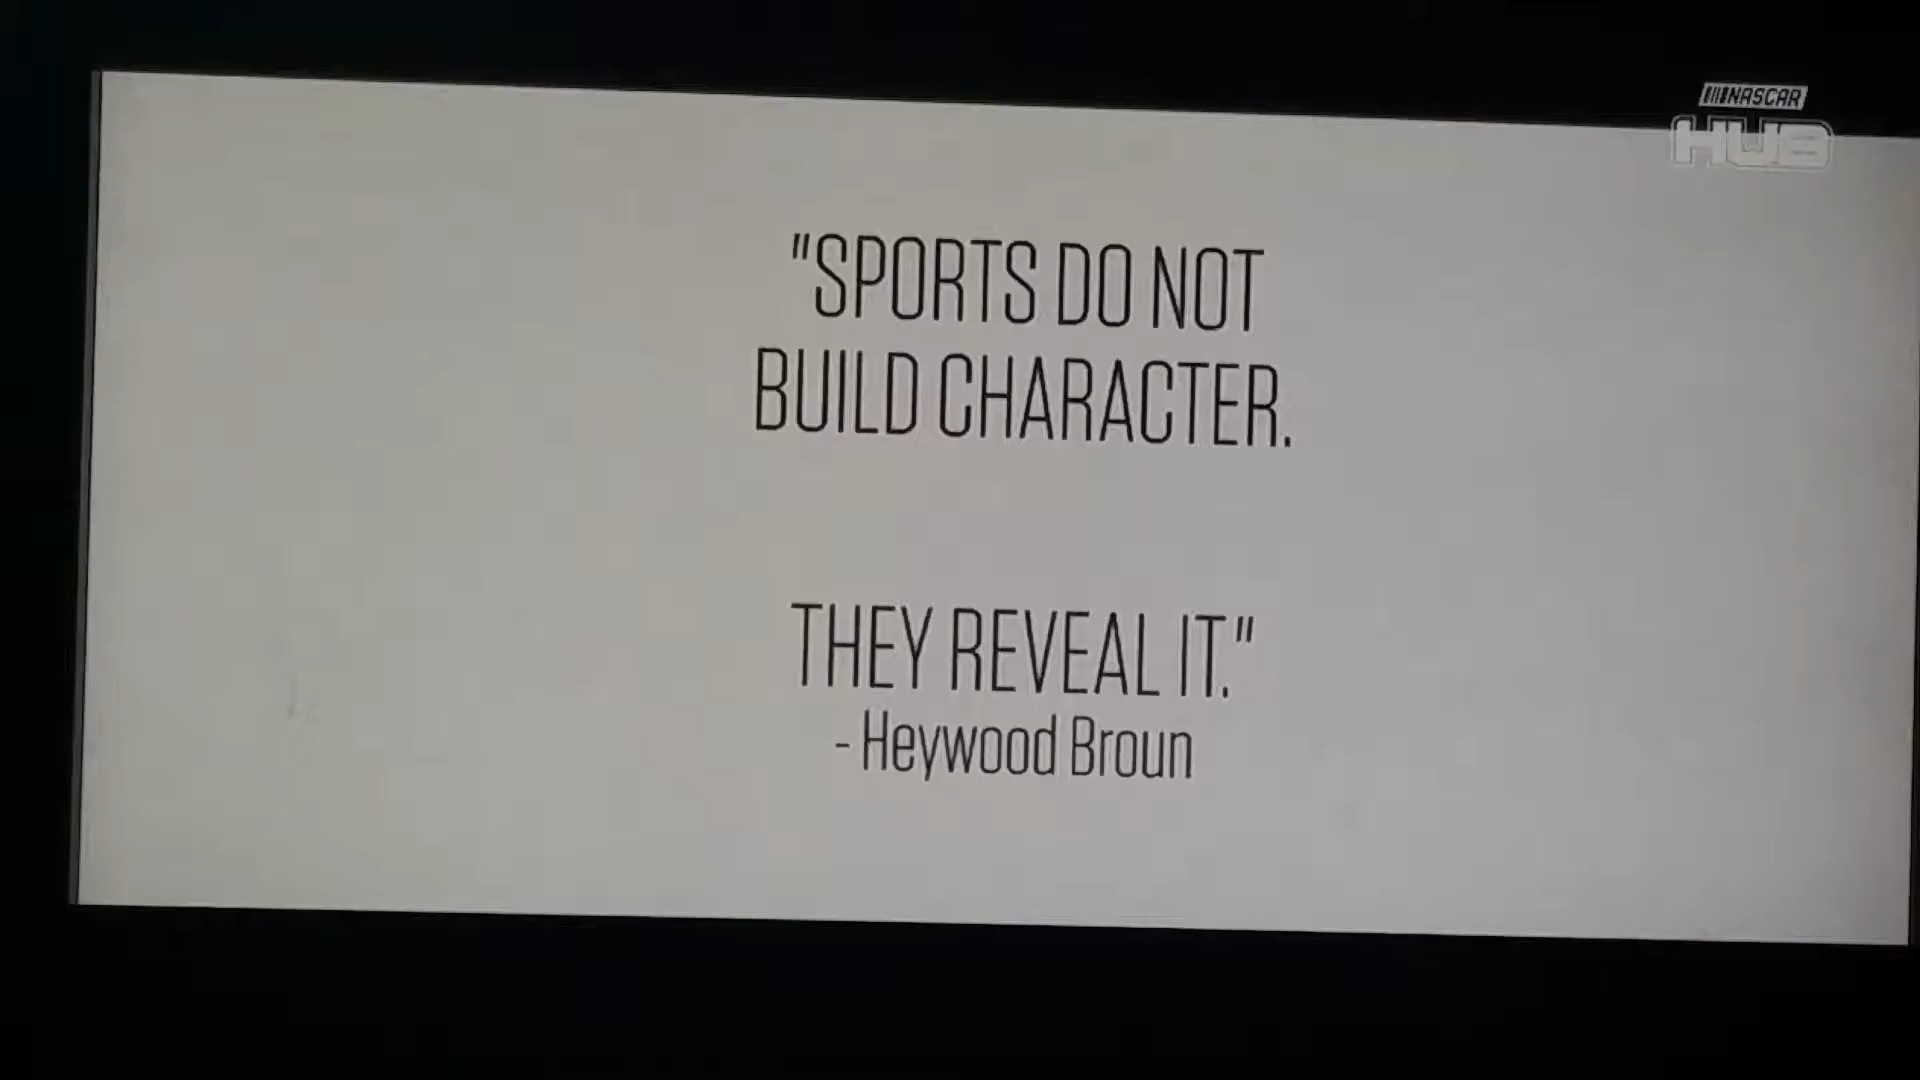 NASCAR
HUB
"SPORTS DO NOT
BUILD CHARACTER.
THEY REVEAL IT."
- Heywood Broun